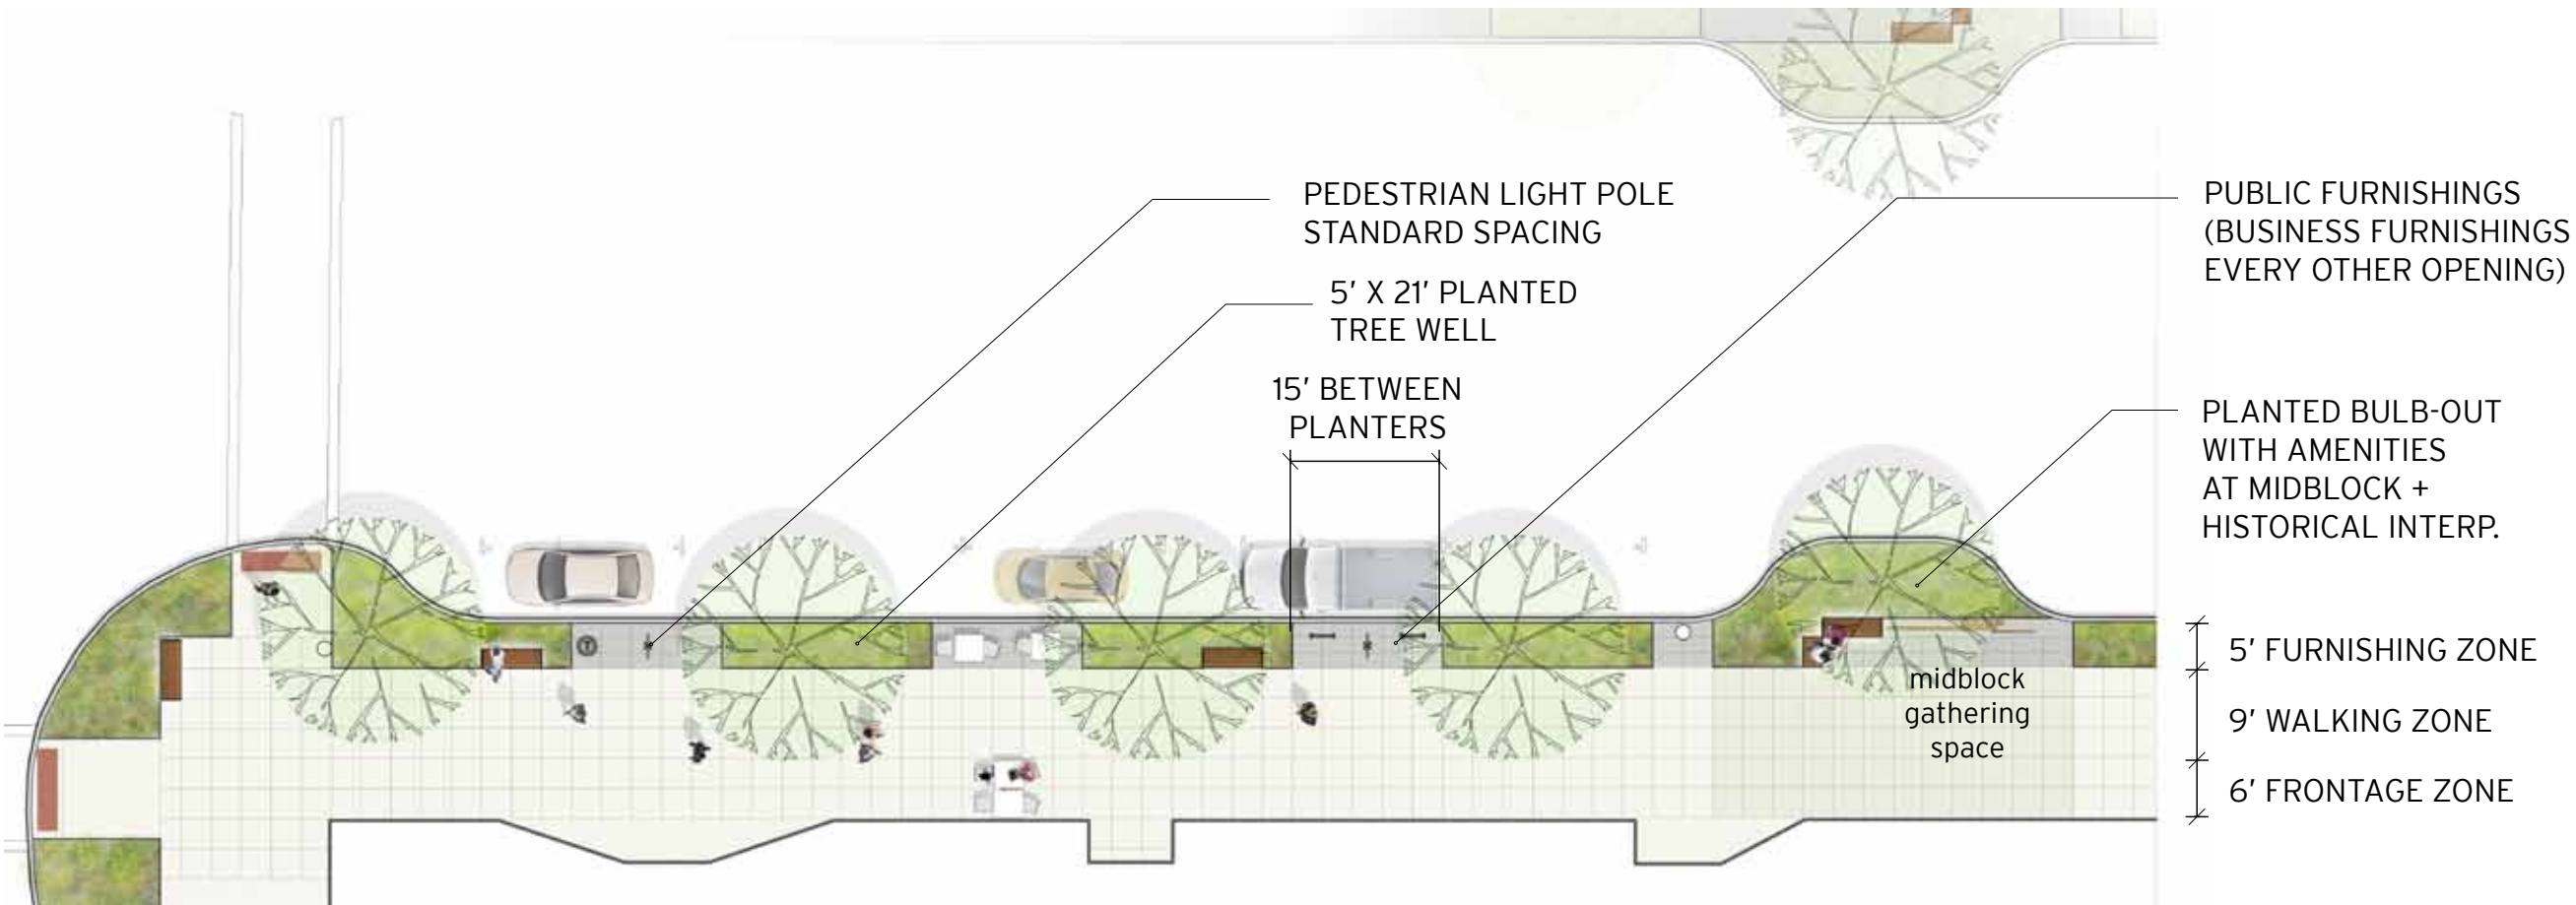 PEDESTRIAN LIGHT POLE
STANDARD SPACING
5' X 21' PLANTED
TREE WELL
15' BETWEEN
PLANTERS
PUBLIC FURNISHINGS
(BUSINESS FURNISHINGS
EVERY OTHER OPENING)
PLANTED BULB-OUT
WITH AMENITIES
AT MIDBLOCK +
HISTORICAL INTERP.
midblock
gathering
space
5' FURNISHING ZONE
9' WALKING ZONE
6' FRONTAGE ZONE